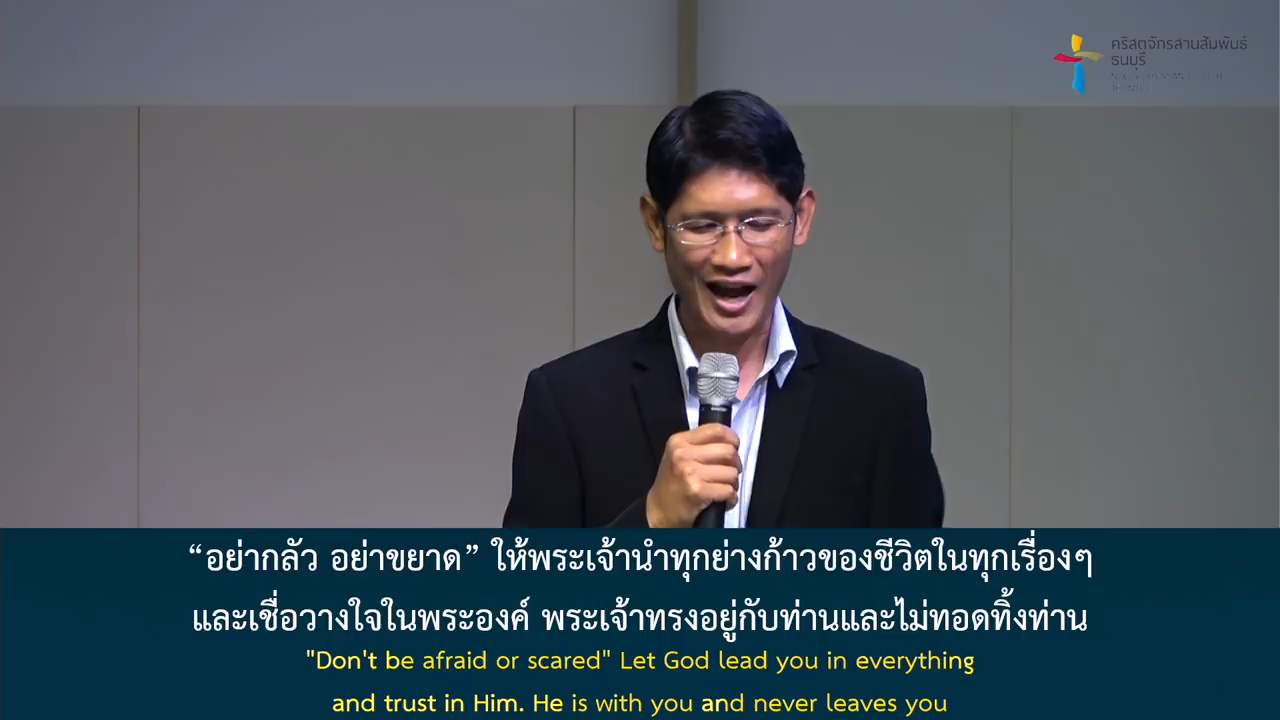 คริสตจักรสานสัมพันธ์
ธนบุรี
“อย่ากลัว อย่าขยาด” ให้พระเจ้านำทุกย่างก้าวของชีวิตในทุกเรื่องๆ
และเชื่อวางใจในพระองค์ พระเจ้าทรงอยู่กับท่านและไม่ทอดทิ้งท่าน
"Don't be afraid or scared" Let God lead you in everything
and trust in Him. He is with you and never leaves you